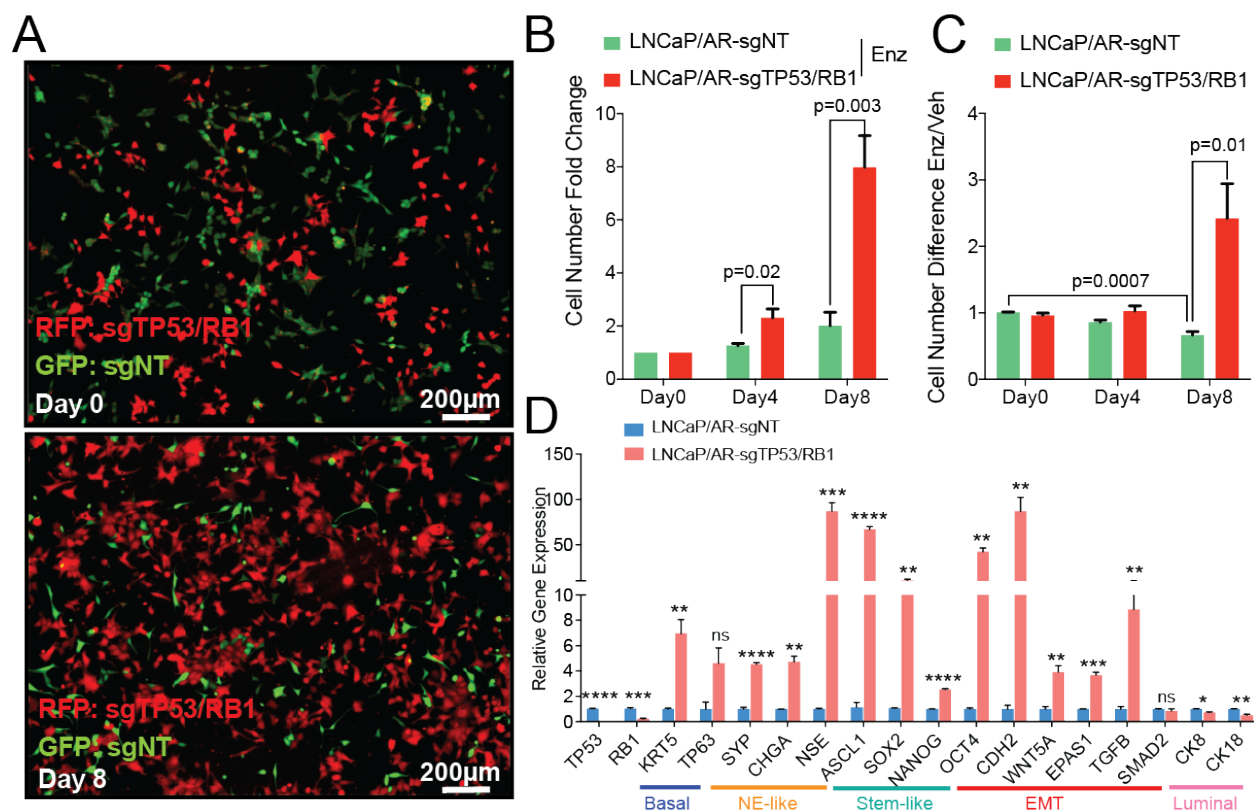 A
RFP: sgTP53/RB1
GFP: sgNT
Day 0
200µm
RFP: sgTP53/RB1
GFP: sgNT
Day 8
200µm
B
LNCaP/AR-sgNT
LNCaP/AR-sgTP53/RB1
Enz
Cell Number Fold Change
10
8
6
4
2
0
p=0.02
p=0.003
Day0 Day4 Day8
C
LNCaP/AR-sgNT
LNCaP/AR-sgTP53/RB1
Cell Number Difference Enz/Veh
4
3
2
1
0
p=0.0007
p=0.01
Day0 Day4 Day8
D
LNCaP/AR-sgNT
LNCaP/AR-sgTP53/RB1
Relative Gene Expression
150
100
50
10
8
6
4
2
0
**** *** ** ns **** ** *** **** ** **** ** ** ** *** ** ns * **
TP53 RB1 KRT5 TP63 SYP CHGA NSE ASCL1 SOX2 NANOG OCT4 CDH2 WNT5A EPAS1 TGFB SMAD2 CK8 CK18
Basal NE-like Stem-like EMT Luminal